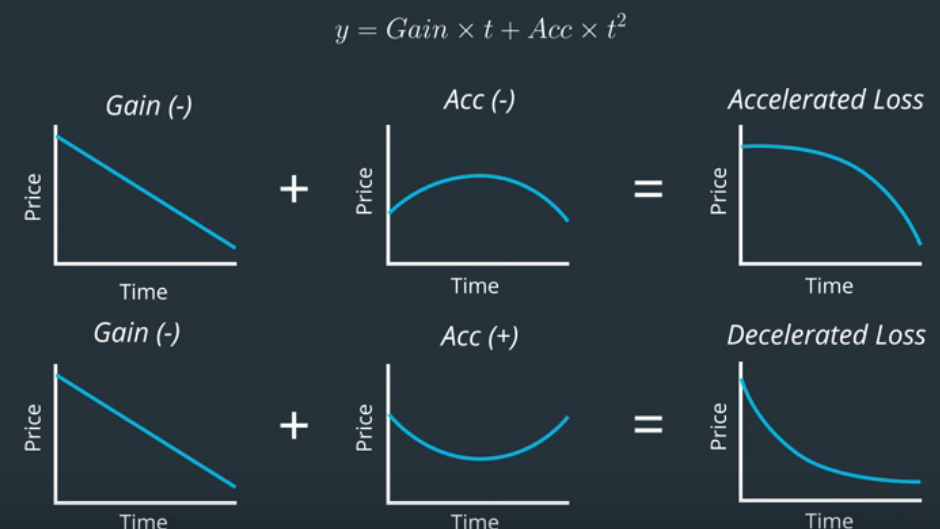 y = Gain × t + Acc × t²
Gain (-)
Acc (-)
Accelerated Loss
Price
+
Price
=
Price
Time
Time
Time
Gain (-)
Acc (+)
Decelerated Loss
Price
+
Price
=
Price
Time
Time
Time